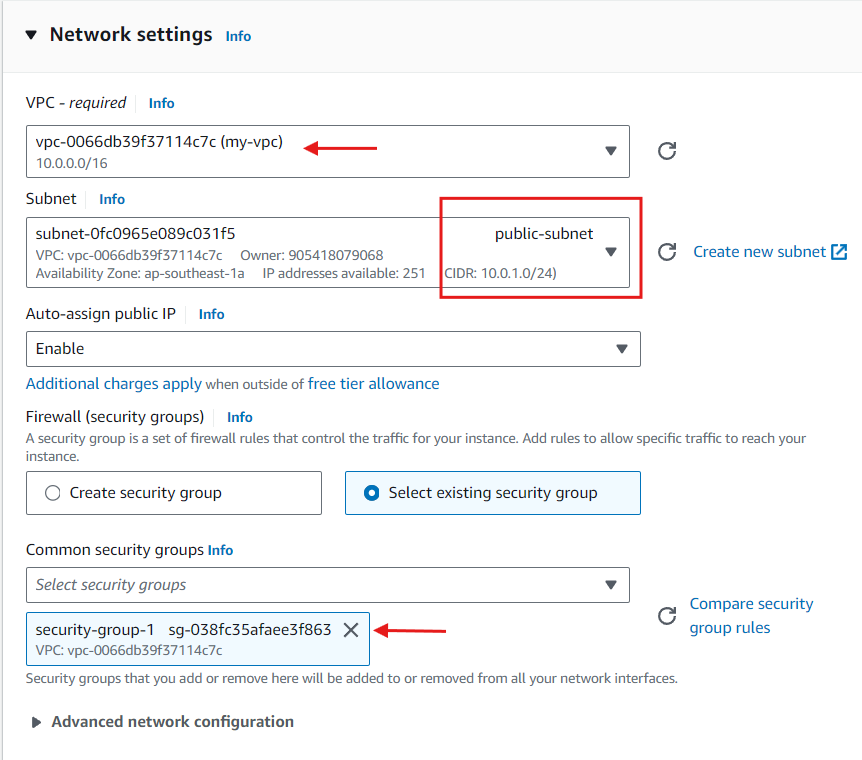 Network settings Info
VPC - required Info
vpc-0066db39f37114c7c (my-vpc)
10.0.0.0/16
Subnet Info
subnet-0fc0965e089c031f5 public-subnet
VPC: vpc-0066db39f37114c7c Owner: 905418079068
Availability Zone: ap-southeast-1a IP addresses available: 251 CIDR: 10.0.1.0/24)
Create new subnet
Auto-assign public IP Info
Enable
Additional charges apply when outside of free tier allowance
Firewall (security groups) Info
A security group is a set of firewall rules that control the traffic for your instance. Add rules to allow specific traffic to reach your
instance.
Create security group
Select existing security group
Common security groups Info
Select security groups
security-group-1 sg-038fc35afaee3f863
VPC: vpc-0066db39f37114c7c
Compare security
group rules
Security groups that you add or remove here will be added to or removed from all your network interfaces.
Advanced network configuration